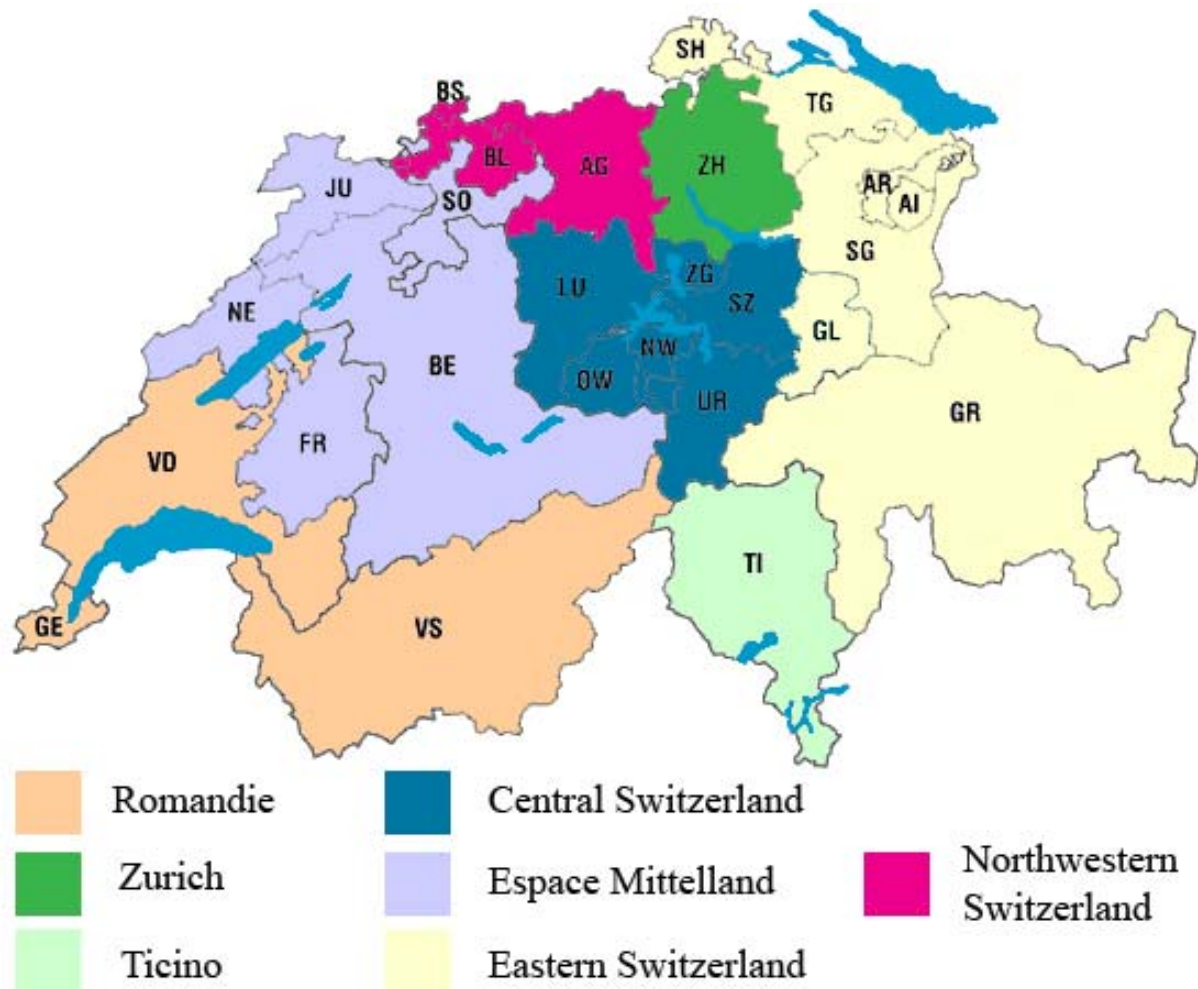 SH
BS
TG
BL
AG
ZH
JU
AR
AI
SO
SG
ZG
LU
SZ
NE
GL
NW
BE
OW
UR
GR
FR
VD
TI
GE
VS
Romandie
Central Switzerland
Zurich
Espace Mittelland
Northwestern
Switzerland
Ticino
Eastern Switzerland